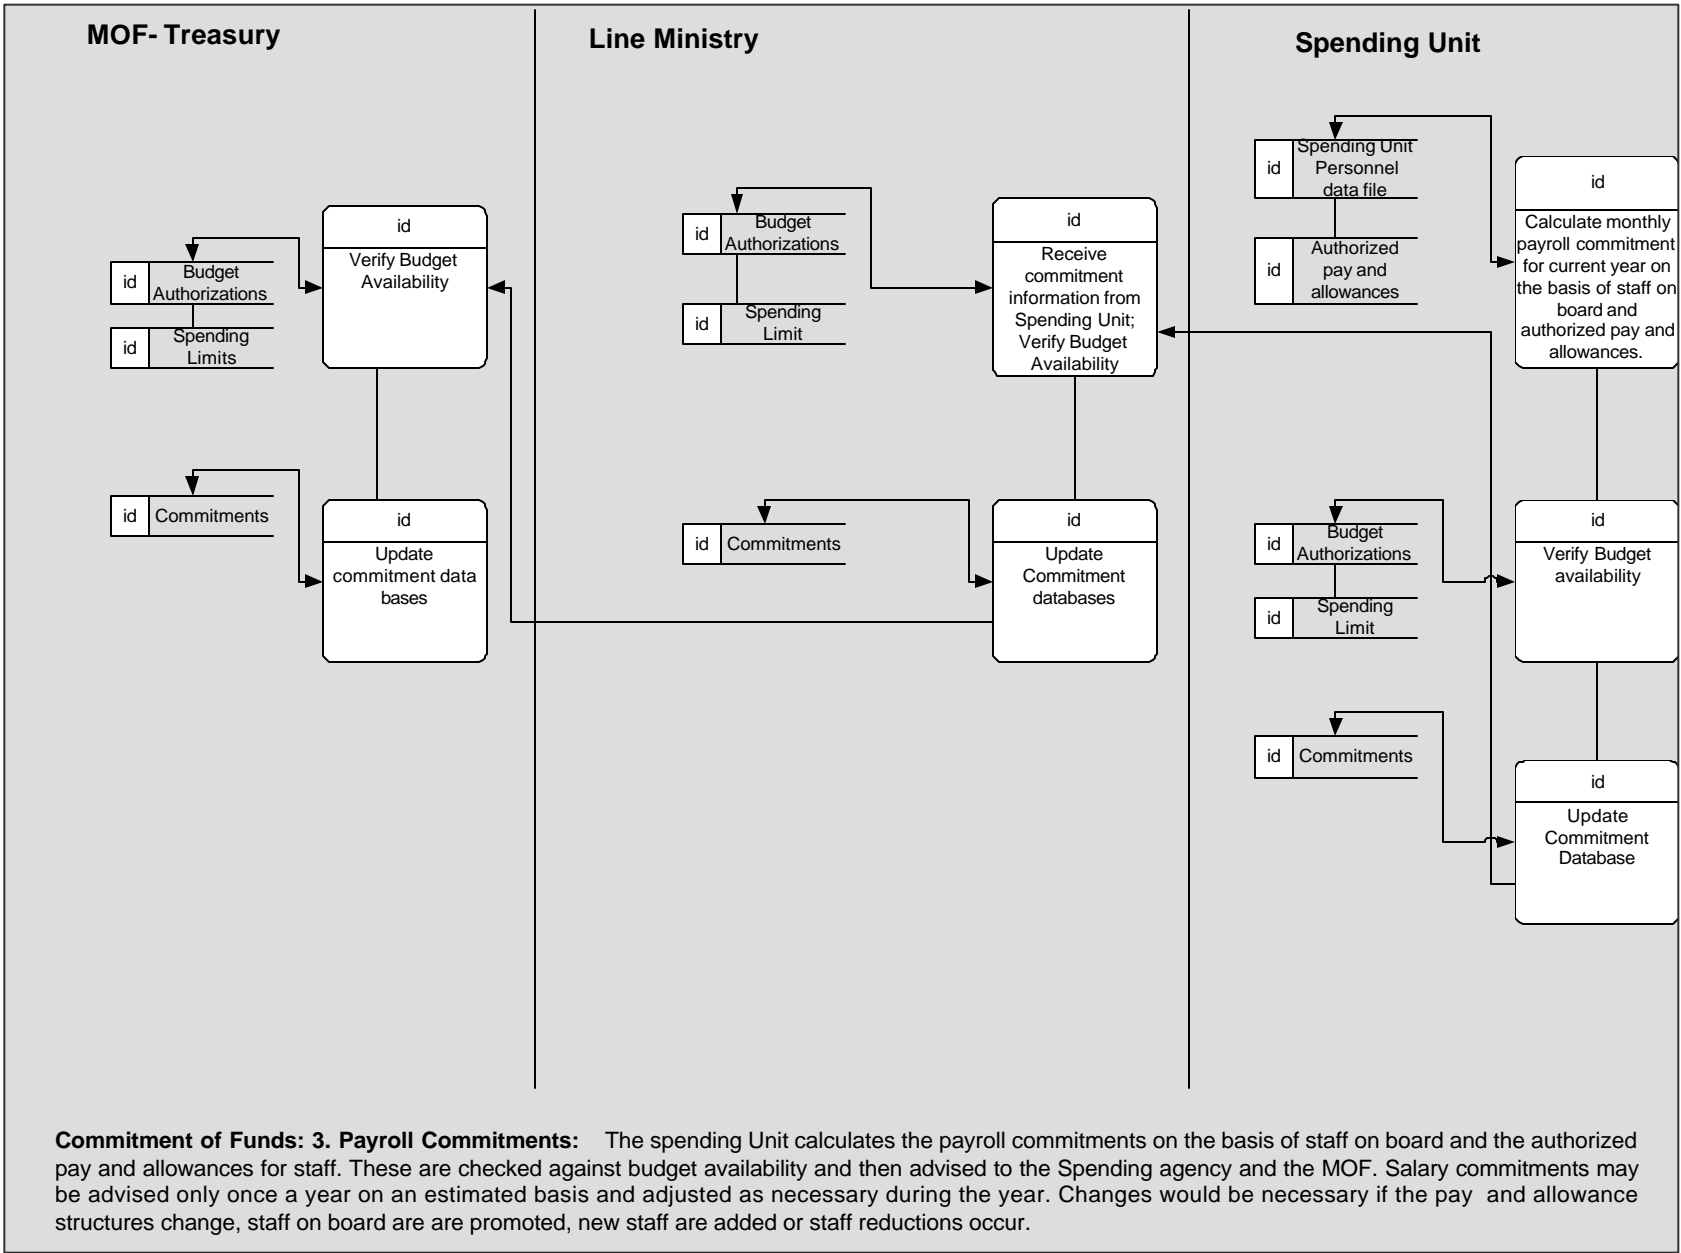 MOF- Treasury
Line Ministry
Spending Unit
id
Budget
Authorizations
id
Spending
Limits
id
Verify Budget
Availability
id
Commitments
id
Update
commitment data
bases
id
Budget
Authorizations
id
Spending
Limit
id
Receive
commitment
information from
Spending Unit;
Verify Budget
Availability
id
Commitments
id
Update
Commitment
databases
id
Spending Unit
Personnel
data file
id
Authorized
pay and
allowances
id
Calculate monthly
payroll commitment
for current year on
the basis of staff on
board and
authorized pay and
allowances.
id
Budget
Authorizations
id
Spending
Limit
id
Verify Budget
availability
id
Commitments
id
Update
Commitment
Database
Commitment of Funds: 3. Payroll Commitments: The spending Unit calculates the payroll commitments on the basis of staff on board and the authorized
pay and allowances for staff. These are checked against budget availability and then advised to the Spending agency and the MOF. Salary commitments may
be advised only once a year on an estimated basis and adjusted as necessary during the year. Changes would be necessary if the pay and allowance
structures change, staff on board are are promoted, new staff are added or staff reductions occur.